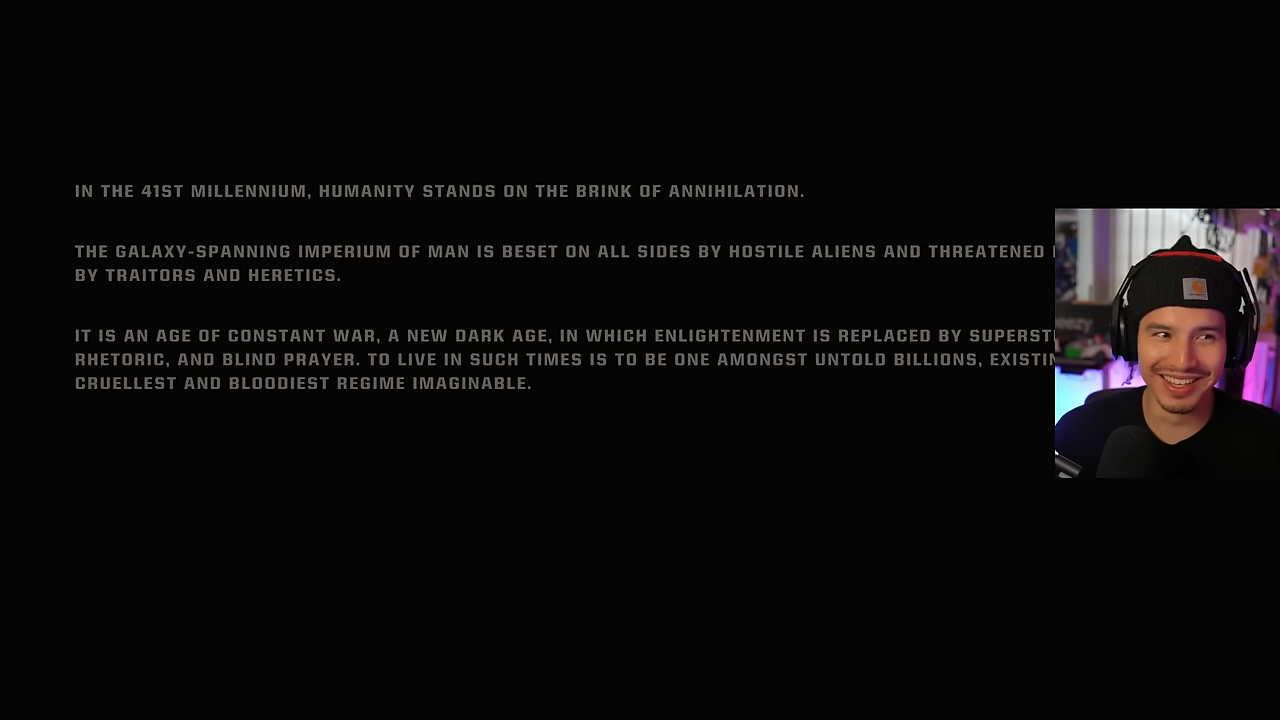 IN THE 41ST MILLENNIUM, HUMANITY STANDS ON THE BRINK OF ANNIHILATION.
THE GALAXY-SPANNING IMPERIUM OF MAN IS BESET ON ALL SIDES BY HOSTILE ALIENS AND THREATENED
BY TRAITORS AND HERETICS.
IT IS AN AGE OF CONSTANT WAR, A NEW DARK AGE, IN WHICH ENLIGHTENMENT IS REPLACED BY
RHETORIC, AND BLIND PRAYER. TO LIVE IN SUCH TIMES IS TO BE ONE AMONGST UNTOLD BILLIONS,
CRUELLEST AND BLOODIEST REGIME IMAGINABLE.